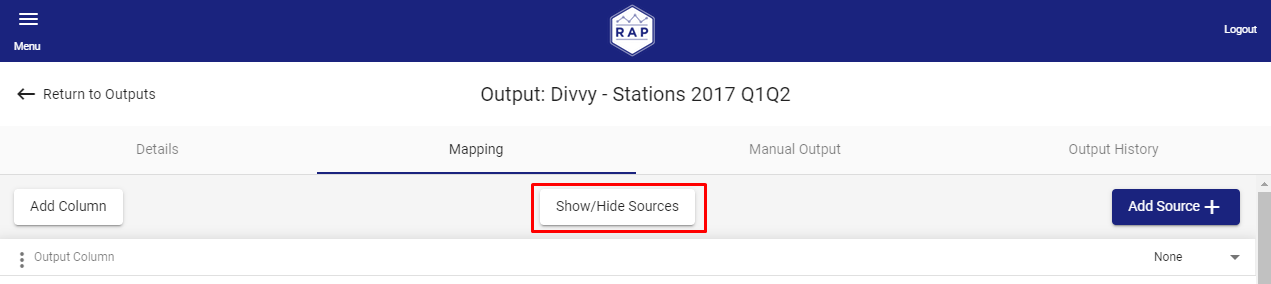 Menu
RAP
Logout
Return to Outputs
Output: Divvy - Stations 2017 Q1Q2
Details
Mapping
Manual Output
Output History
Add Column
Show/Hide Sources
Add Source
Output Column
None